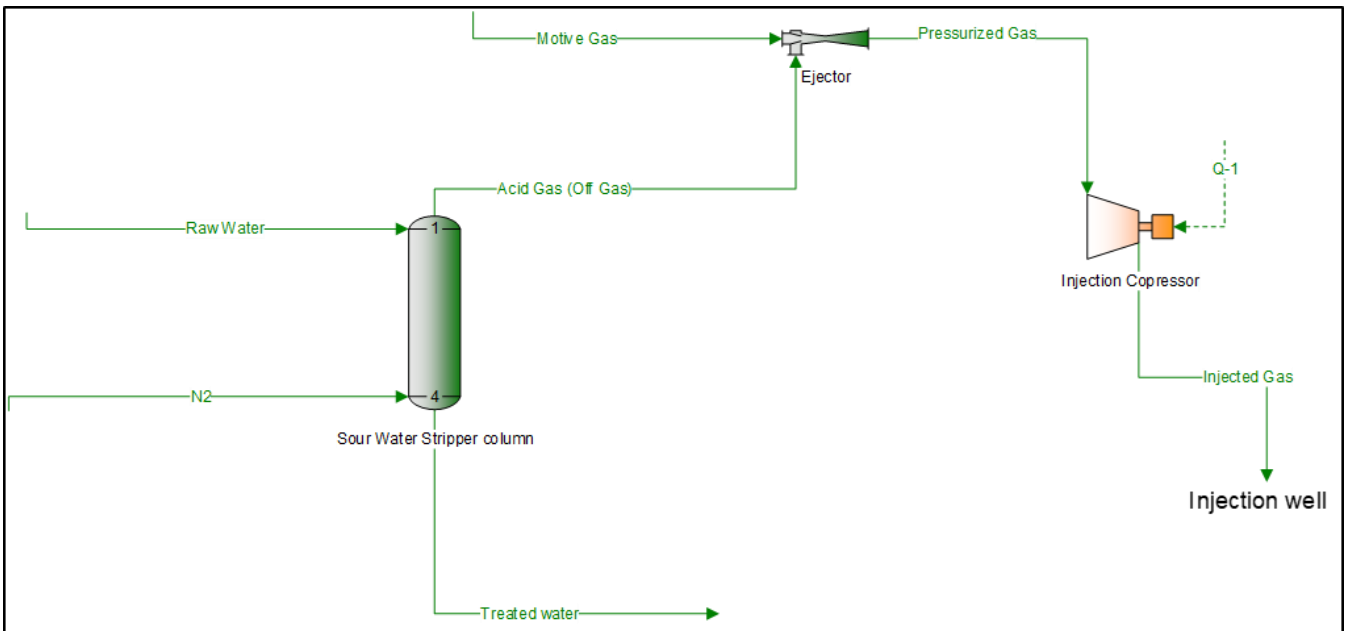 Motive Gas
Pressurized Gas
Ejector
Q-1
Acid Gas (Off Gas)
Raw Water
1
Injection Copressor
Injected Gas
N2
4
Sour Water Stripper column
Injection well
Treated water